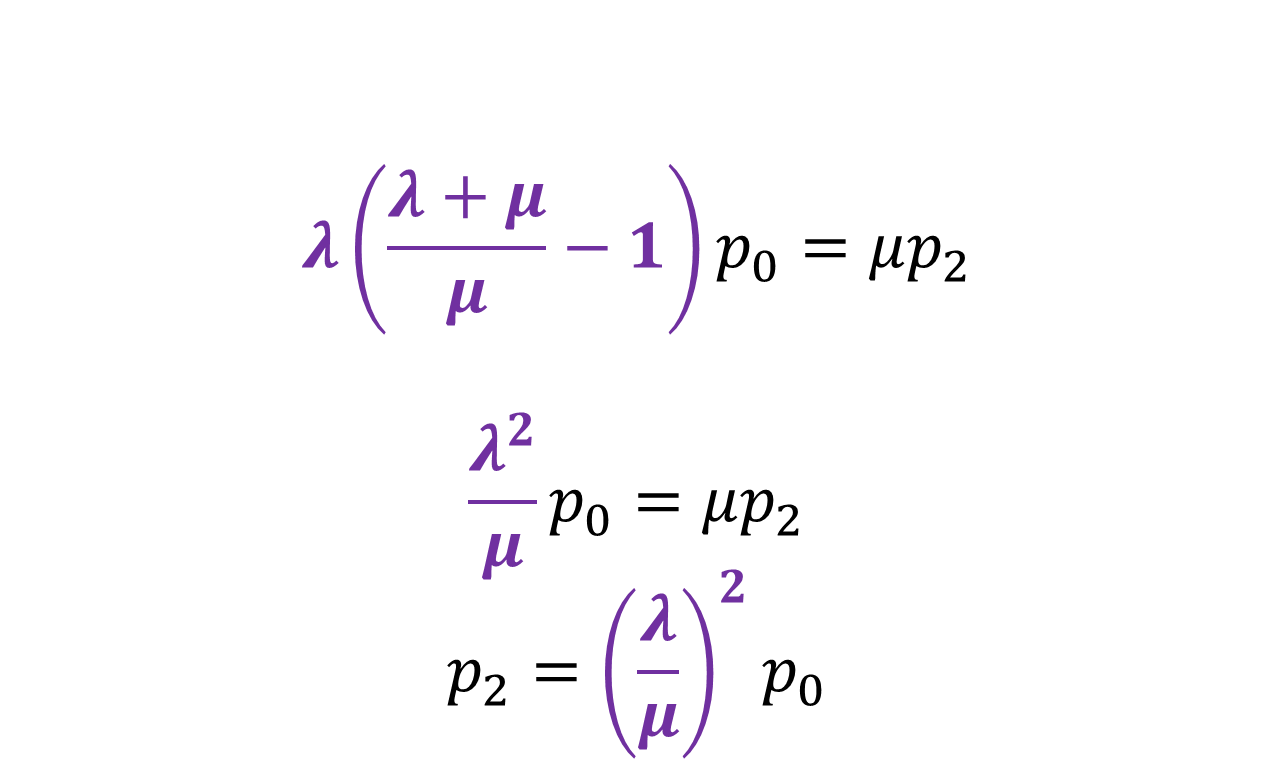 λ((λ + μ)/μ − 1)p₀ = μp₂
λ²/μ p₀ = μp₂
p₂ = (λ/μ)² p₀